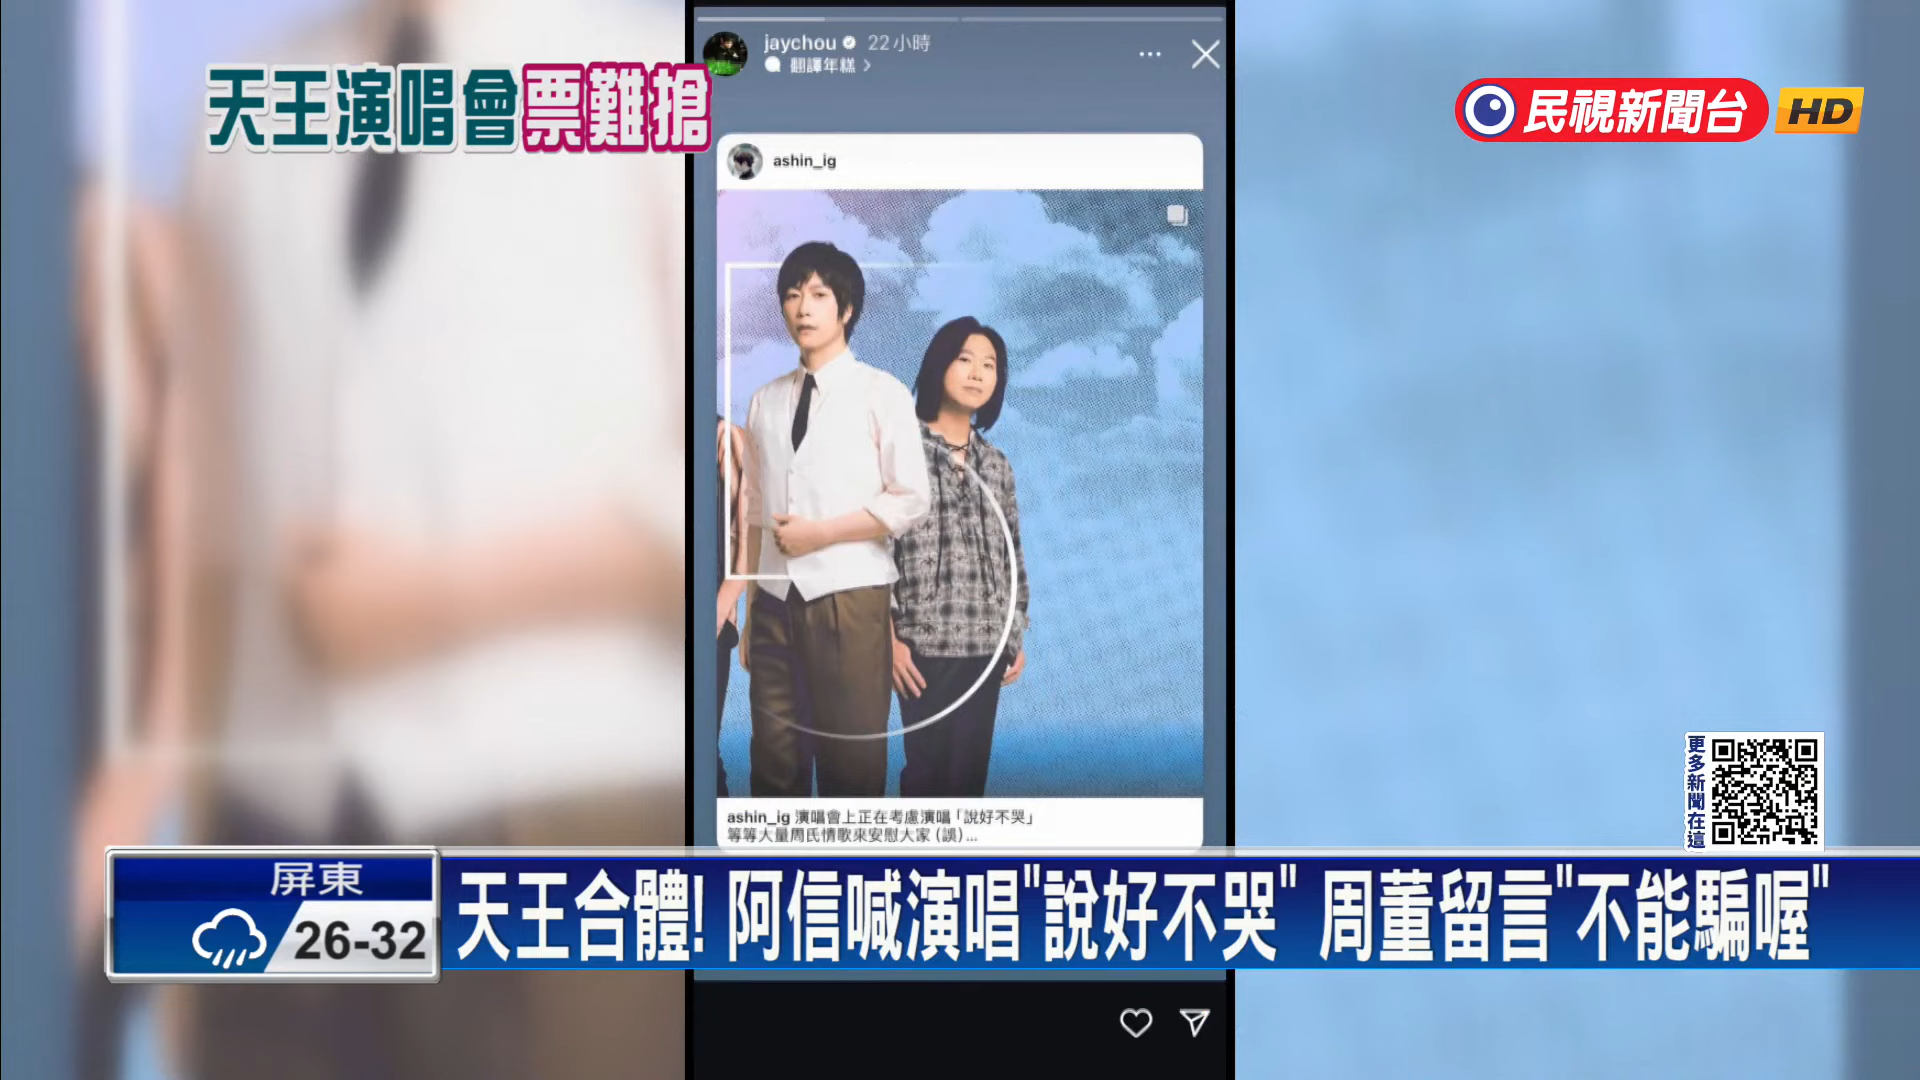 jaychou 22小時
翻譯年糕 >
天王演唱會票難搶
民視新聞台 HD
ashin_ig
ashin_ig 演唱會上正在考慮演唱「說好不哭」
等等大量周氏情歌來安慰大家 (誤)...
更多新聞在這
屏東
26-32
天王合體! 阿信喊演唱"說好不哭" 周董留言"不能騙喔"